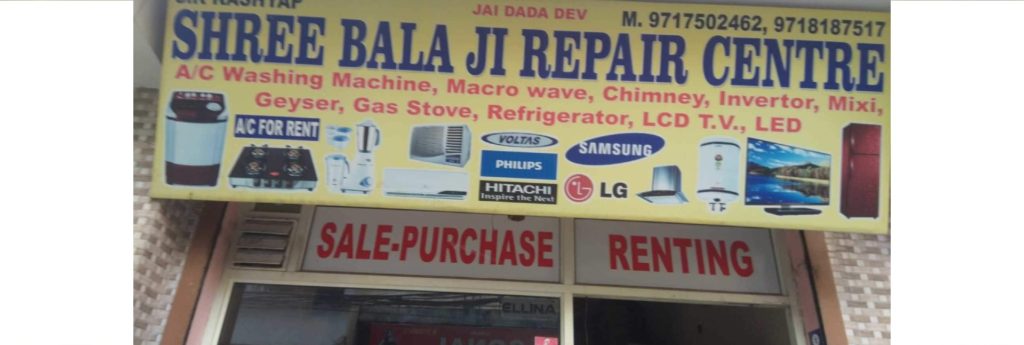 JAI DADA DEV
M. 9717502462, 9718187517
SHREE BALA JI REPAIR CENTRE
A/C Washing Machine, Macro wave, Chimney, Invertor, Mixi,
Geyser, Gas Stove, Refrigerator, LCD T.V., LED
A/C FOR RENT
VOLTAS
PHILIPS
HITACHI
Inspire the Next
SAMSUNG
LG
SALE-PURCHASE
RENTING
ELLINA